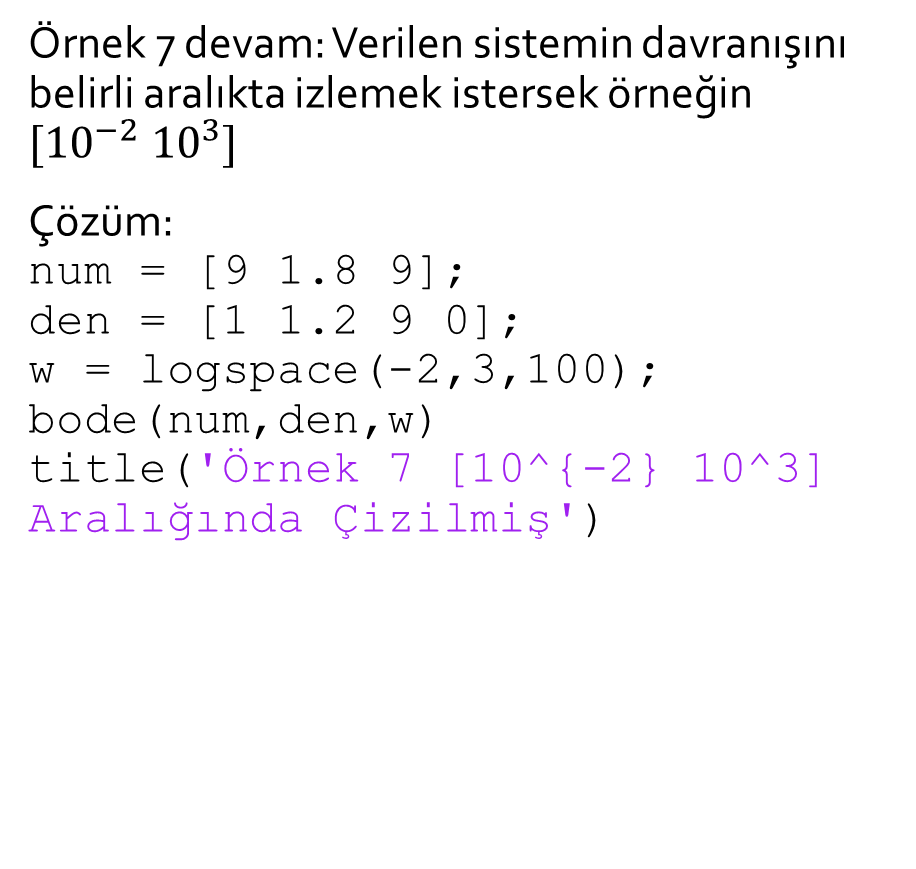 Örnek 7 devam: Verilen sistemin davranışını
belirli aralıkta izlemek istersek örneğin
[10⁻² 10³]
Çözüm:
num = [9 1.8 9];
den = [1 1.2 9 0];
w = logspace(-2,3,100);
bode(num,den,w)
title('Örnek 7 [10^{-2} 10^3]
Aralığında Çizilmiş')